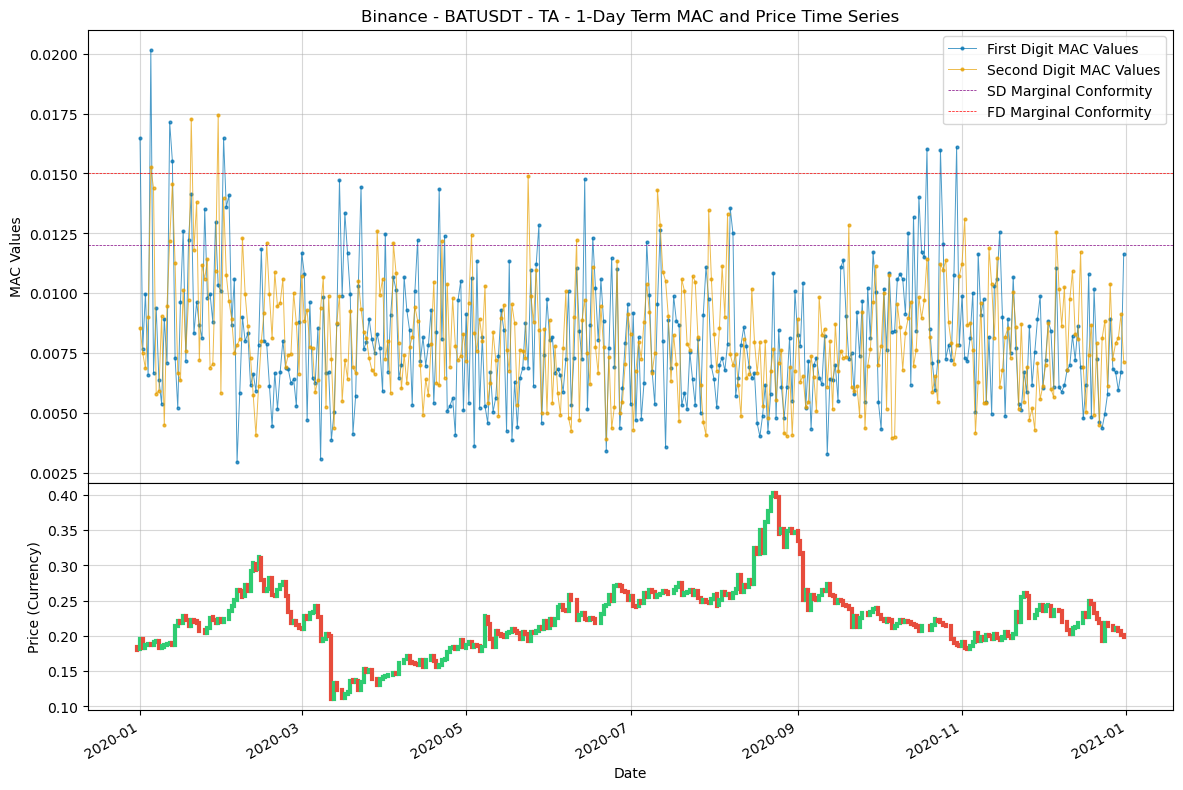 Binance - BATUSDT - TA - 1-Day Term MAC and Price Time Series
First Digit MAC Values
Second Digit MAC Values
SD Marginal Conformity
FD Marginal Conformity
MAC Values
0.0200
0.0175
0.0150
0.0125
0.0100
0.0075
0.0050
0.0025
Price (Currency)
0.40
0.35
0.30
0.25
0.20
0.15
0.10
2020-01
2020-03
2020-05
2020-07
2020-09
2020-11
2021-01
Date